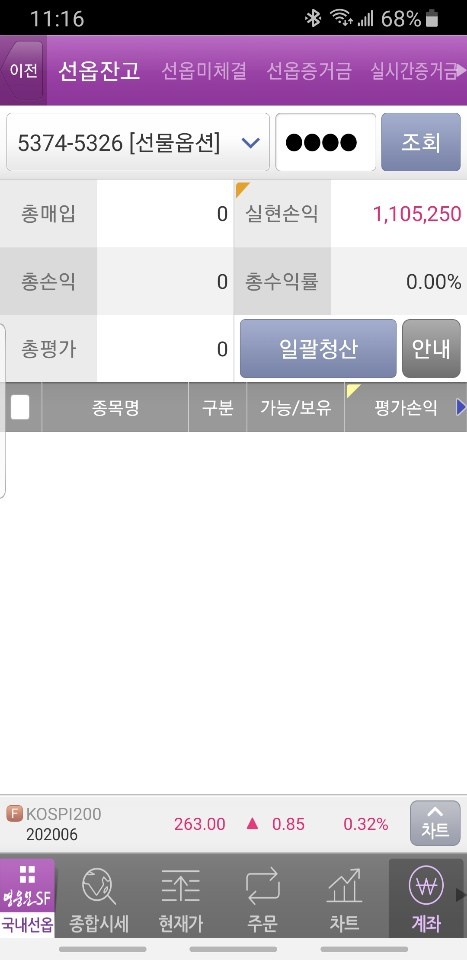 11:16 68%
이전 선옵잔고 선옵미체결 선옵증거금 실시간증거금
5374-5326 [선물옵션] ●●●● 조회
총매입 0 실현손익 1,105,250
총손익 0 총수익률 0.00%
총평가 0 일괄청산 안내
종목명 구분 가능/보유 평가손익
F KOSPI200 263.00 ▲ 0.85 0.32% 차트
202006
영웅문SF
국내선옵 종합시세 현재가 주문 차트 계좌